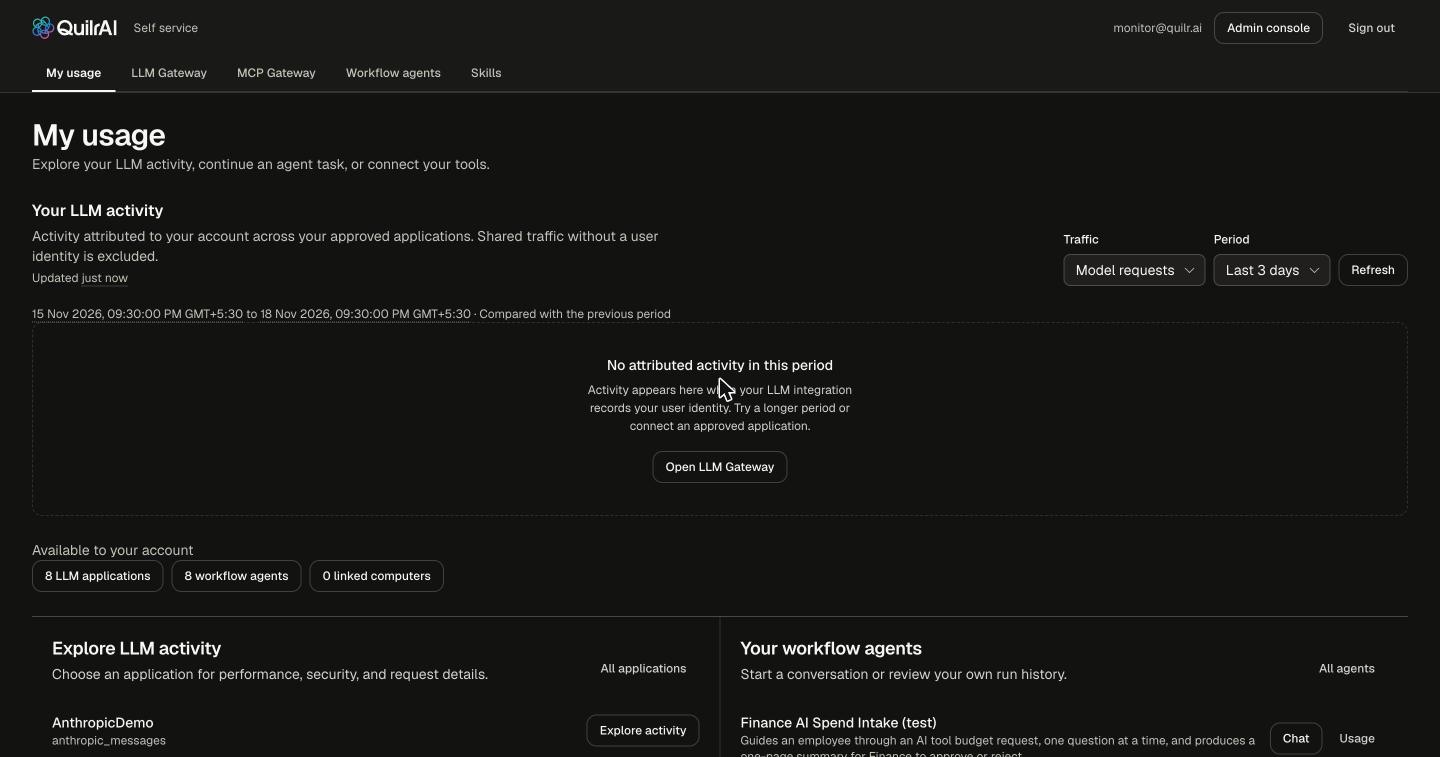 QuilrAI
Self service
monitor@quilr.ai
Admin console
Sign out
My usage
LLM Gateway
MCP Gateway
Workflow agents
Skills
My usage
Explore your LLM activity, continue an agent task, or connect your tools.
Your LLM activity
Activity attributed to your account across your approved applications. Shared traffic without a user
identity is excluded.
Updated just now
Traffic
Model requests
Period
Last 3 days
Refresh
15 Nov 2026, 09:30:00 PM GMT+5:30 to 18 Nov 2026, 09:30:00 PM GMT+5:30 · Compared with the previous period
No attributed activity in this period
Activity appears here your LLM integration
records your user identity. Try a longer period or
connect an approved application.
Open LLM Gateway
Available to your account
8 LLM applications
8 workflow agents
0 linked computers
Explore LLM activity
Choose an application for performance, security, and request details.
All applications
AnthropicDemo
anthropic_messages
Explore activity
Your workflow agents
Start a conversation or review your own run history.
All agents
Finance AI Spend Intake (test)
Guides an employee through an AI tool budget request, one question at a time, and produces a
one-page summary for Finance to approve or reject.
Chat
Usage